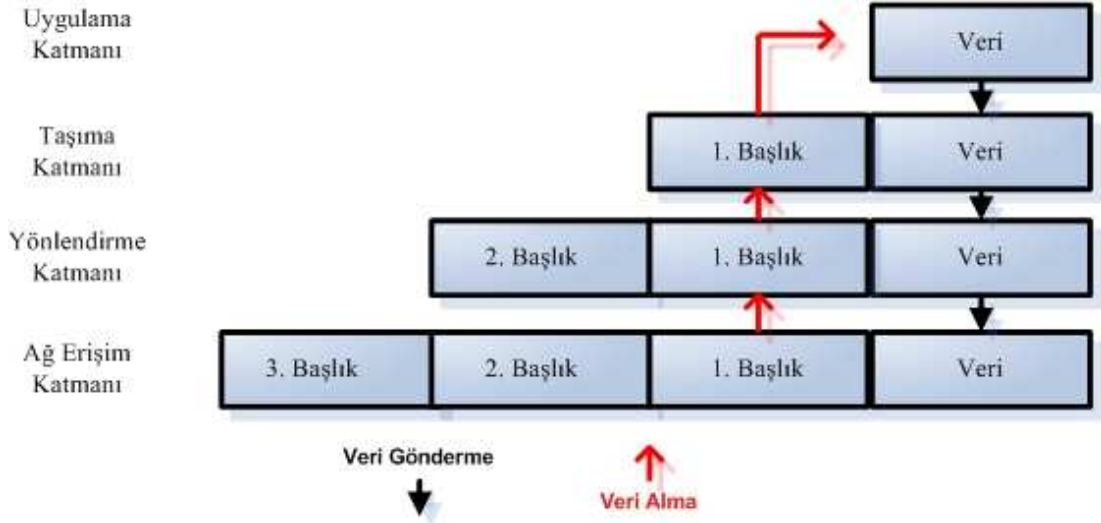 Uygulama
Katmanı
Veri
Taşıma
Katmanı
1. Başlık
Veri
Yönlendirme
Katmanı
2. Başlık
1. Başlık
Veri
Ağ Erişim
Katmanı
3. Başlık
2. Başlık
1. Başlık
Veri
Veri Gönderme
Veri Alma